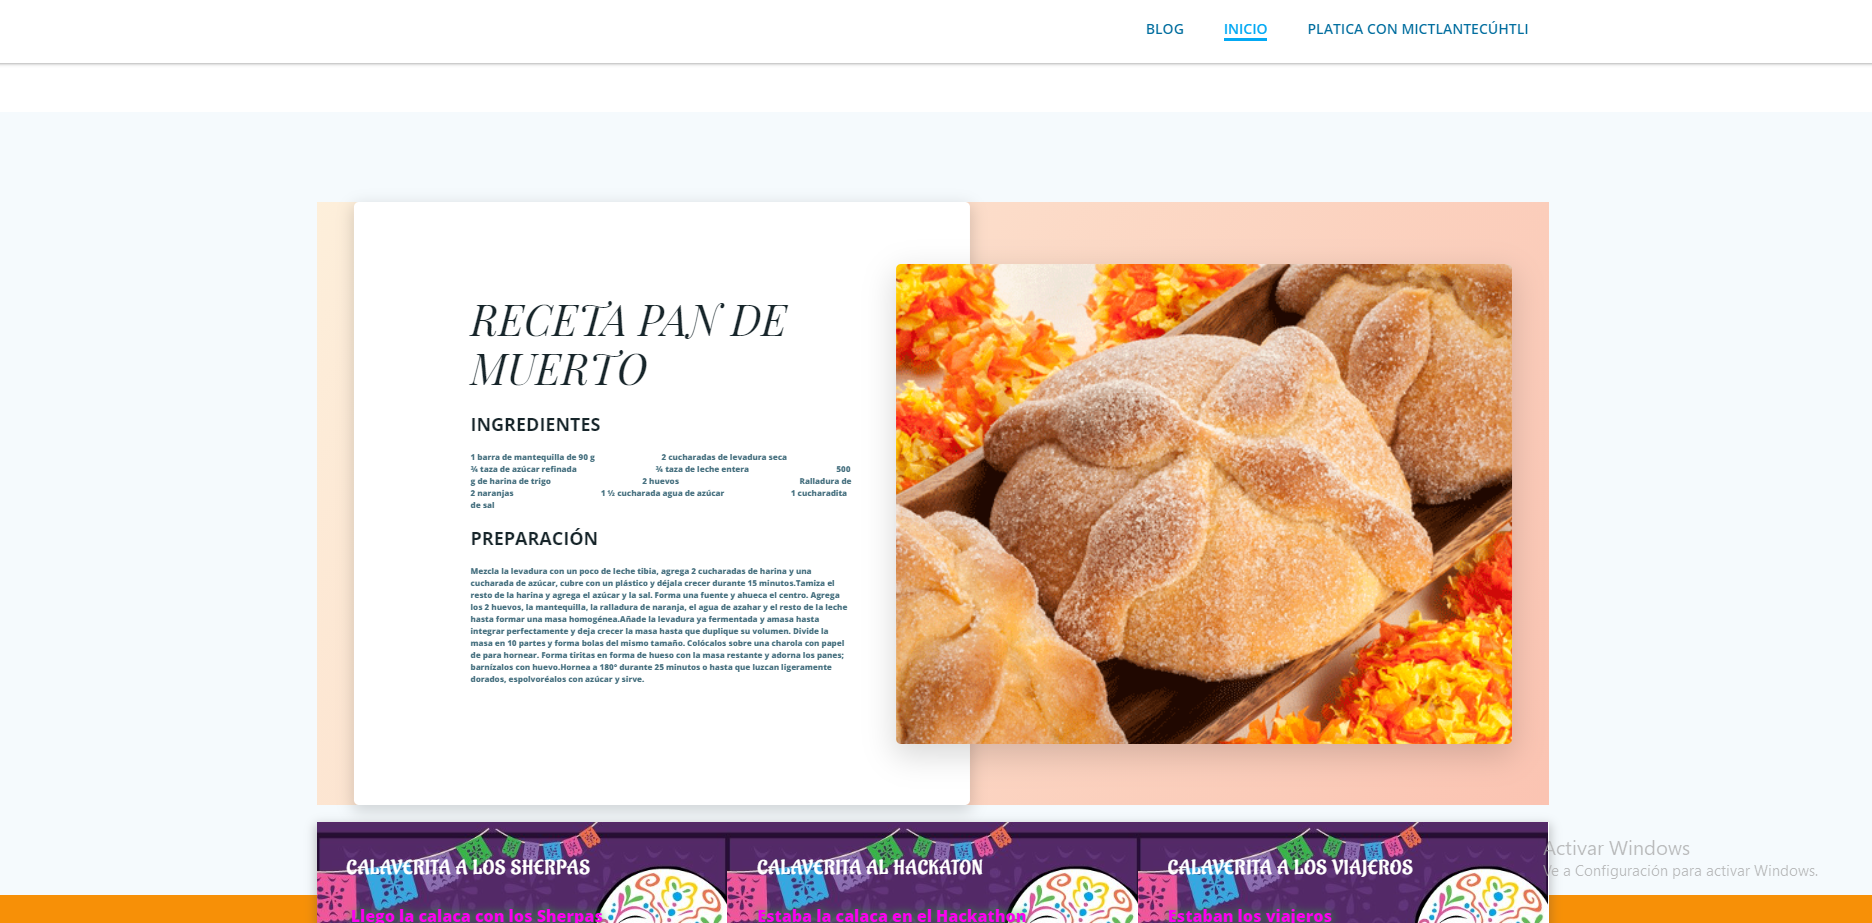 BLOG INICIO PLATICA CON MICTLANTECÚHTLI
RECETA PAN DE
MUERTO
INGREDIENTES
1 barra de mantequilla de 90 g 2 cucharadas de levadura seca
¾ taza de azúcar refinada ¾ taza de leche entera 500
g de harina de trigo 2 huevos Ralladura de
2 naranjas 1 ½ cucharada agua de azúcar 1 cucharadita
de sal
PREPARACIÓN
Mezcla la levadura con un poco de leche tibia, agrega 2 cucharadas de harina y una
cucharada de azúcar, cubre con un plástico y déjala crecer durante 15 minutos.Tamiza el
resto de la harina y agrega el azúcar y la sal. Forma una fuente y ahueca el centro. Agrega
los 2 huevos, la mantequilla, la ralladura de naranja, el agua de azahar y el resto de la leche
hasta formar una masa homogénea.Añade la levadura ya fermentada y amasa hasta
integrar perfectamente y deja crecer la masa hasta que duplique su volumen. Divide la
masa en 10 partes y forma bolas del mismo tamaño. Colócalos sobre una charola con papel
de para hornear. Forma tiritas en forma de hueso con la masa restante y adorna los panes;
barnízalos con huevo.Hornea a 180° durante 25 minutos o hasta que luzcan ligeramente
dorados, espolvoréalos con azúcar y sirve.
CALAVERITA A LOS SHERPAS
Llego la calaca con los Sherpas
CALAVERITA AL HACKATON
Estaba la calaca en el Hackathon
CALAVERITA A LOS VIAJEROS
Estaban los viajeros
Activar Windows
Ve a Configuración para activar Windows.